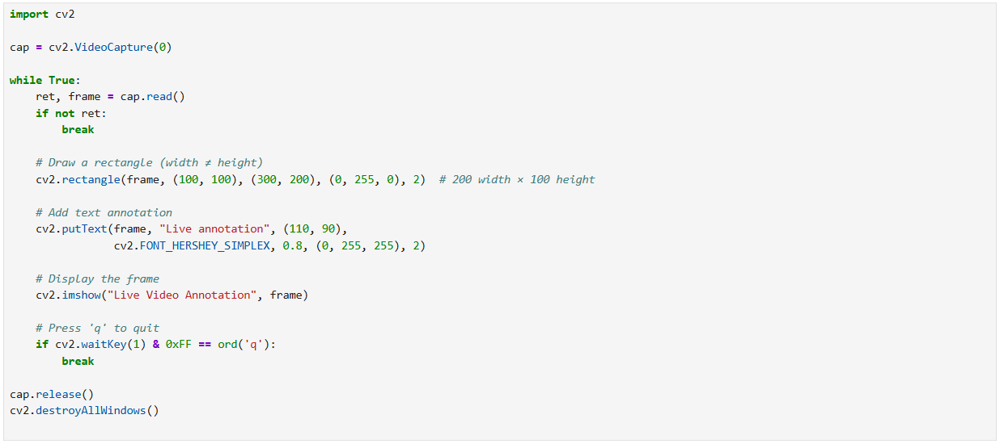 import cv2

cap = cv2.VideoCapture(0)

while True:
    ret, frame = cap.read()
    if not ret:
        break

    # Draw a rectangle (width ≠ height)
    cv2.rectangle(frame, (100, 100), (300, 200), (0, 255, 0), 2)  # 200 width × 100 height

    # Add text annotation
    cv2.putText(frame, "Live annotation", (110, 90),
                cv2.FONT_HERSHEY_SIMPLEX, 0.8, (0, 255, 255), 2)

    # Display the frame
    cv2.imshow("Live Video Annotation", frame)

    # Press 'q' to quit
    if cv2.waitKey(1) & 0xFF == ord('q'):
        break

cap.release()
cv2.destroyAllWindows()